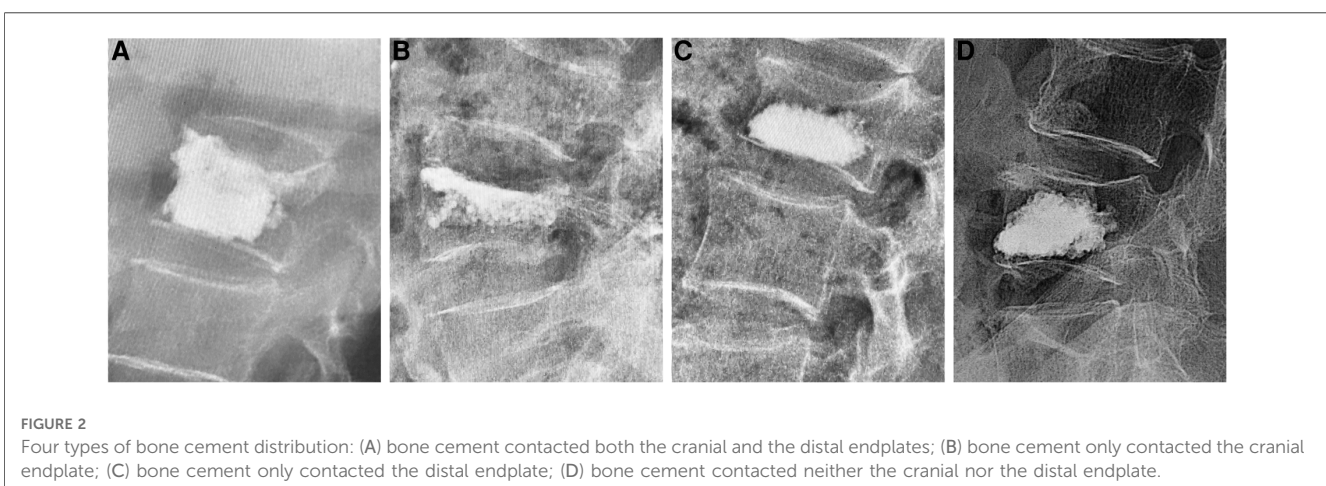 A B C D
FIGURE 2
Four types of bone cement distribution: (A) bone cement contacted both the cranial and the distal endplates; (B) bone cement only contacted the cranial
endplate; (C) bone cement only contacted the distal endplate; (D) bone cement contacted neither the cranial nor the distal endplate.